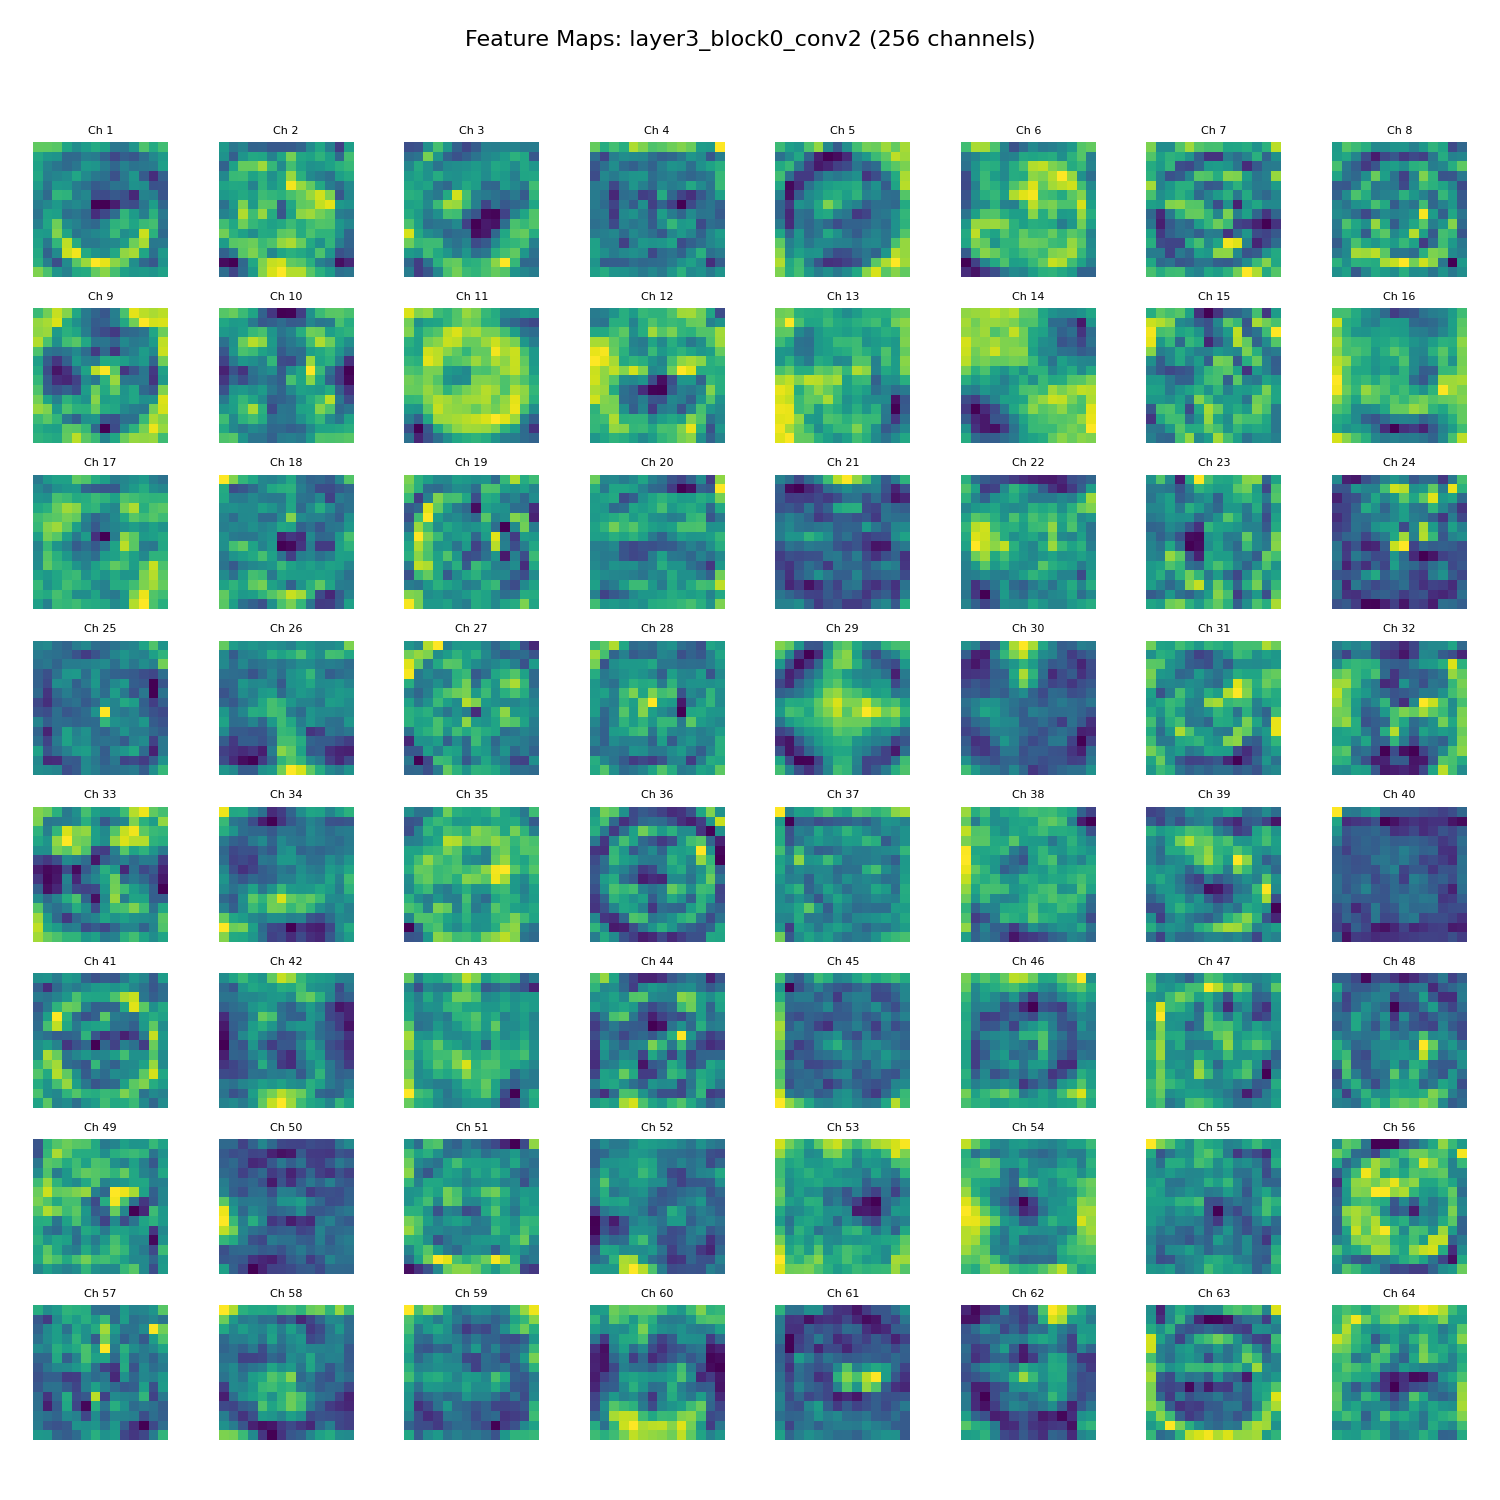 Feature Maps: layer3_block0_conv2 (256 channels)
Ch 1 Ch 2 Ch 3 Ch 4 Ch 5 Ch 6 Ch 7 Ch 8
Ch 9 Ch 10 Ch 11 Ch 12 Ch 13 Ch 14 Ch 15 Ch 16
Ch 17 Ch 18 Ch 19 Ch 20 Ch 21 Ch 22 Ch 23 Ch 24
Ch 25 Ch 26 Ch 27 Ch 28 Ch 29 Ch 30 Ch 31 Ch 32
Ch 33 Ch 34 Ch 35 Ch 36 Ch 37 Ch 38 Ch 39 Ch 40
Ch 41 Ch 42 Ch 43 Ch 44 Ch 45 Ch 46 Ch 47 Ch 48
Ch 49 Ch 50 Ch 51 Ch 52 Ch 53 Ch 54 Ch 55 Ch 56
Ch 57 Ch 58 Ch 59 Ch 60 Ch 61 Ch 62 Ch 63 Ch 64